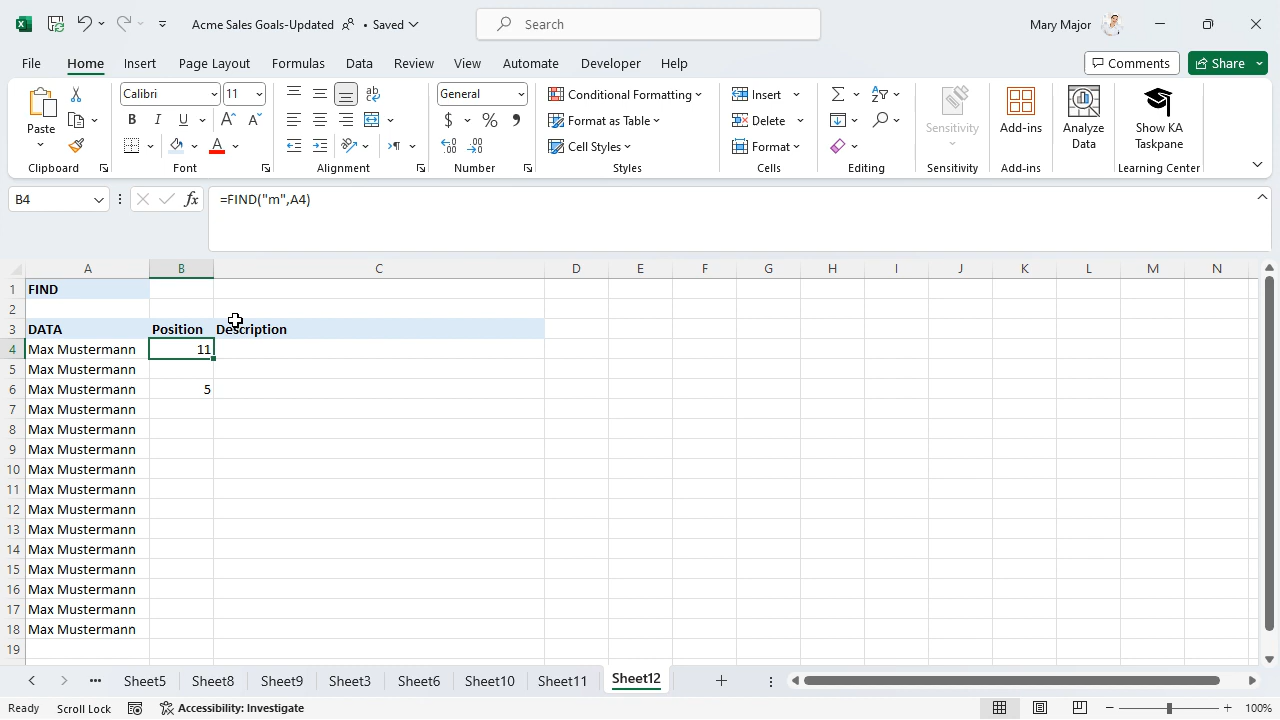 Acme Sales Goals-Updated • Saved
Search
Mary Major
File Home Insert Page Layout Formulas Data Review View Automate Developer Help
Comments Share
Paste
Clipboard
Calibri 11
B I U
Font
Alignment
General
$ % 9
Number
Conditional Formatting
Format as Table
Cell Styles
Styles
Insert
Delete
Format
Cells
Editing
Sensitivity
Sensitivity
Add-ins
Add-ins
Analyze
Data
Show KA
Taskpane
Learning Center
B4 fx =FIND("m",A4)
A B C D E F G H I J K L M N
1 FIND
2
3 DATA Position Description
4 Max Mustermann 11
5 Max Mustermann
6 Max Mustermann 5
7 Max Mustermann
8 Max Mustermann
9 Max Mustermann
10 Max Mustermann
11 Max Mustermann
12 Max Mustermann
13 Max Mustermann
14 Max Mustermann
15 Max Mustermann
16 Max Mustermann
17 Max Mustermann
18 Max Mustermann
19
... Sheet5 Sheet8 Sheet9 Sheet3 Sheet6 Sheet10 Sheet11 Sheet12
Ready Scroll Lock Accessibility: Investigate 100%